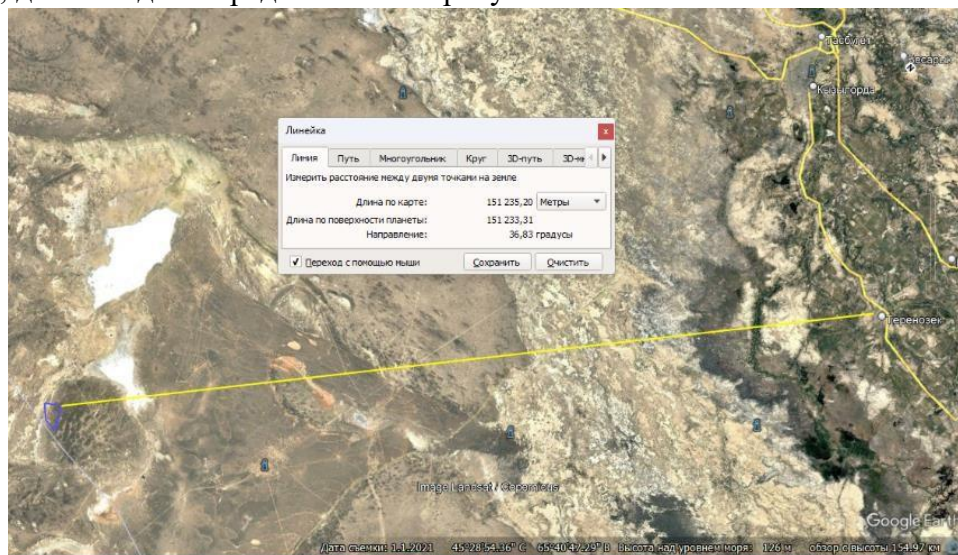 Тасбугет
Кызылорда
Линейка
x
Линия Путь Многоугольник Круг 3D-путь 3D-м
Измерить расстояние между двумя точками на земле
Длина по карте: 151 235,20 Метры
Длина по поверхности планеты: 151 233,31
Направление: 36,83 градусы
Переход с помощью мыши Сохранить Очистить
Теренозек
Image Landsat / Copernicus
Google Earth
Дата съемки: 1.1.2021 45°28'54.36" С 65°40'42.29" В Высота над уровнем моря: 126 м обзор с высоты 154.97 км